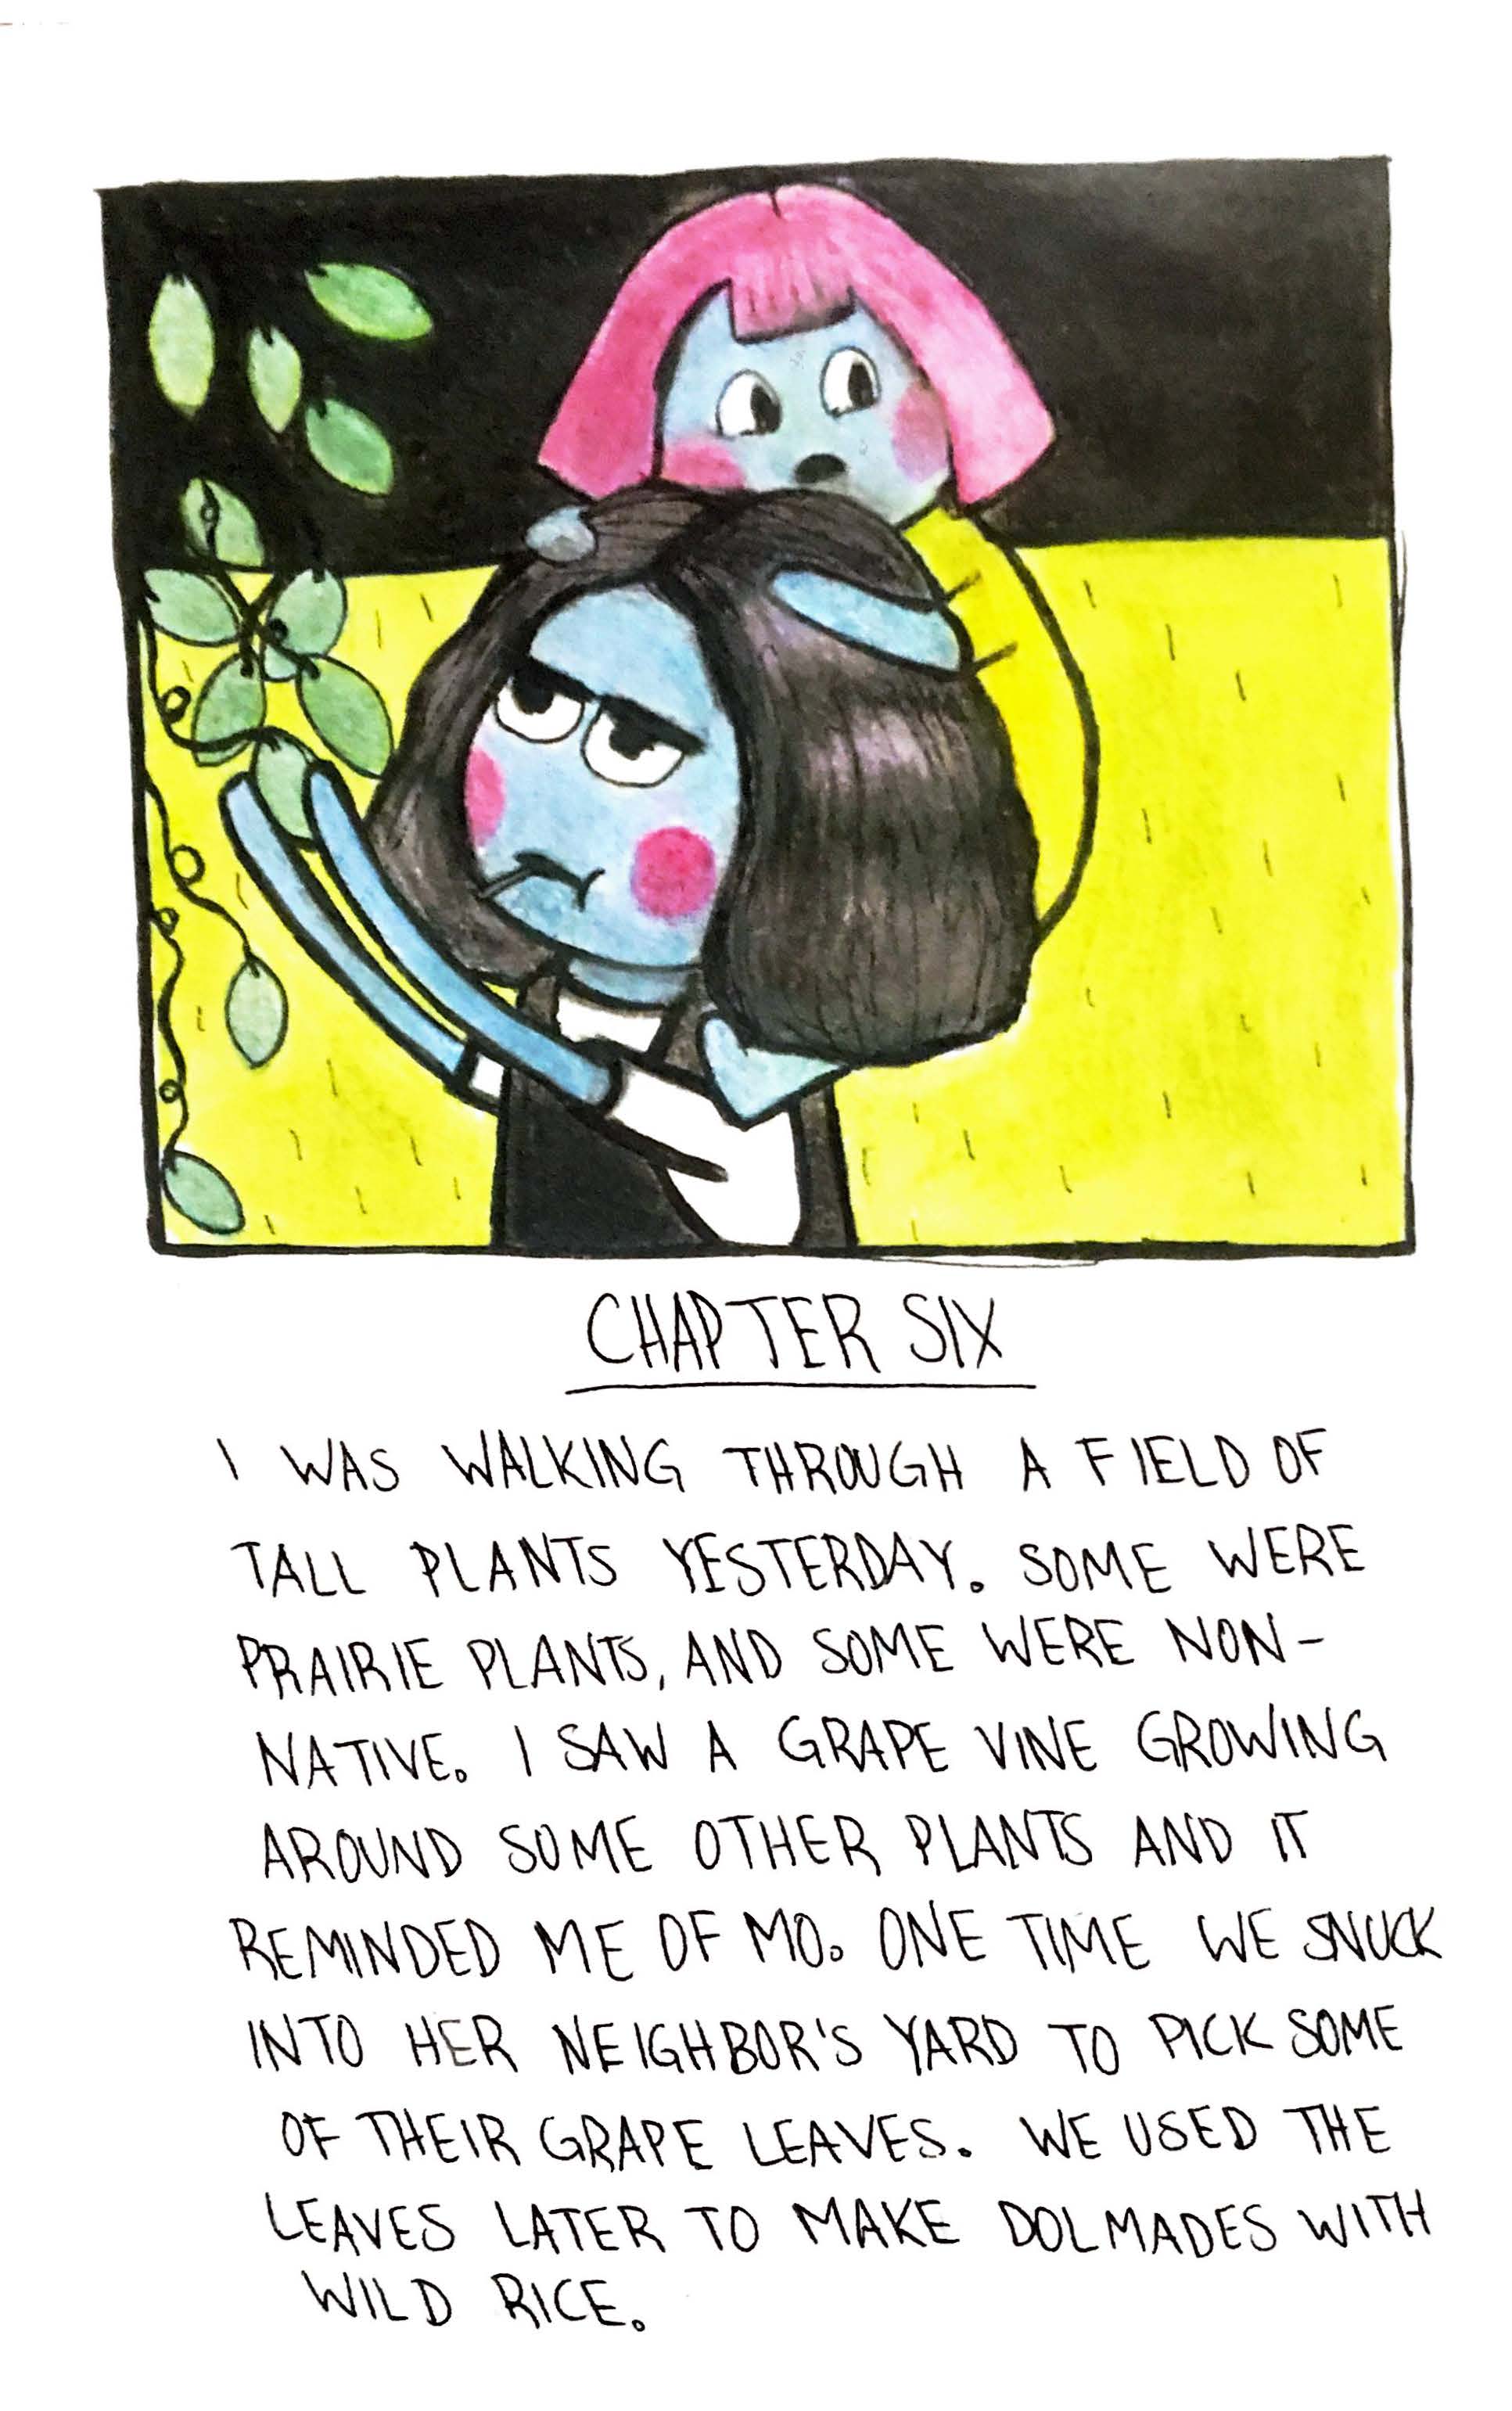 CHAPTER SIX
I WAS WALKING THROUGH A FIELD OF
TALL PLANTS YESTERDAY. SOME WERE
PRAIRIE PLANTS, AND SOME WERE NON-
NATIVE. I SAW A GRAPE VINE GROWING
AROUND SOME OTHER PLANTS AND IT
REMINDED ME OF MO. ONE TIME WE SNUCK
INTO HER NEIGHBOR'S YARD TO PICK SOME
OF THEIR GRAPE LEAVES. WE USED THE
LEAVES LATER TO MAKE DOLMADES WITH
WILD RICE.